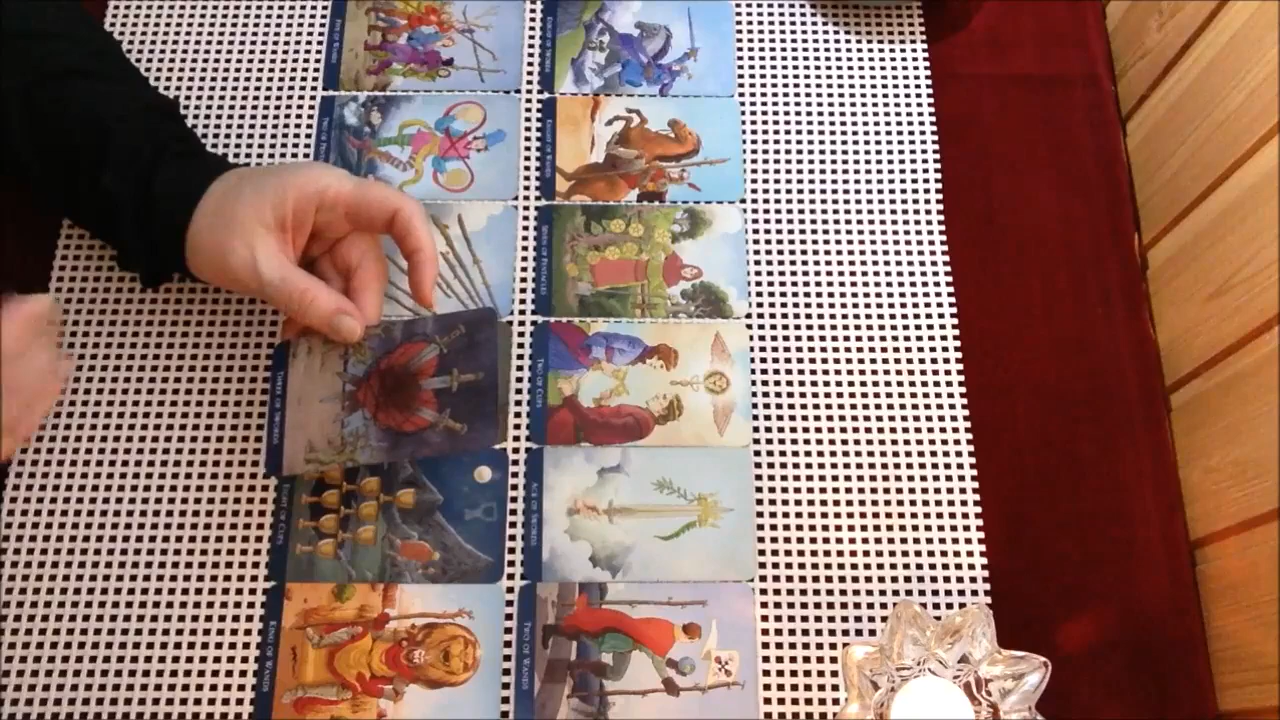 FIVE OF WANDS
KNIGHT OF SWORDS
TWO OF PENTACLES
KNIGHT OF WANDS
SEVEN OF PENTACLES
THREE OF SWORDS
TWO OF CUPS
EIGHT OF CUPS
ACE OF SWORDS
KING OF WANDS
TWO OF WANDS